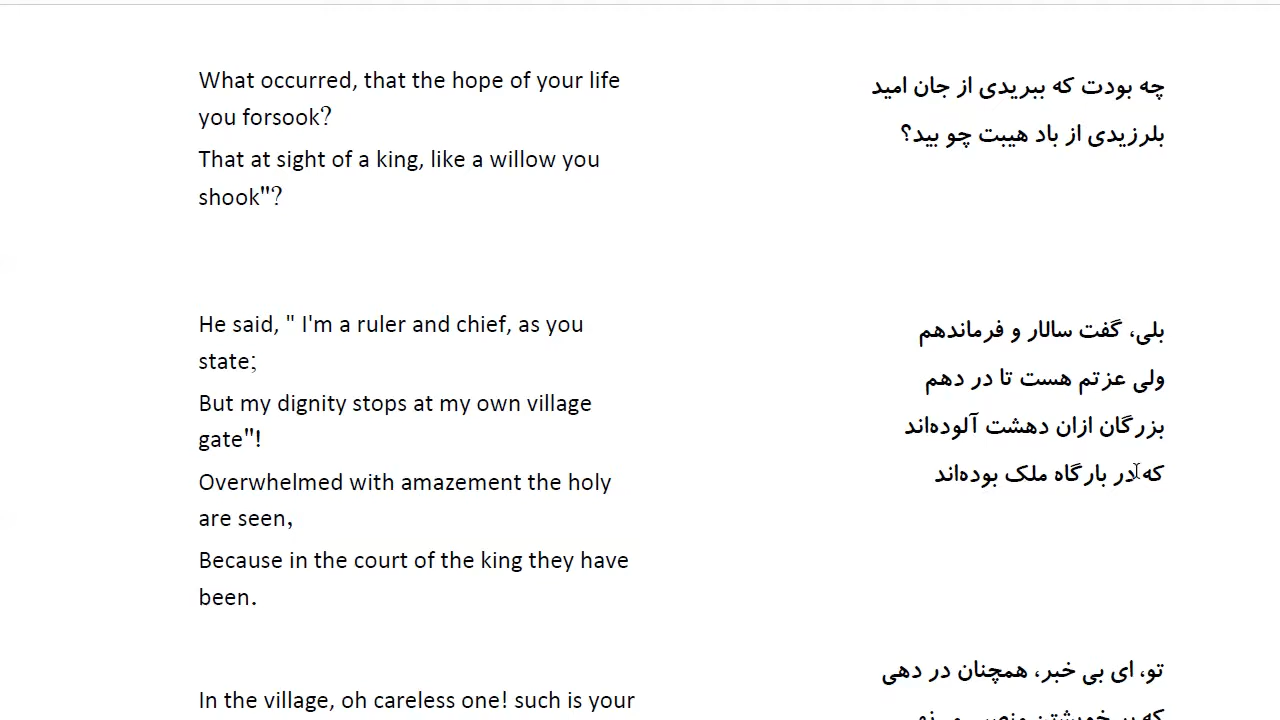 What occurred, that the hope of your life
you forsook?
That at sight of a king, like a willow you
shook"?
چه بودت که ببریدی از جان امید
بلرزیدی از باد هیبت چو بید؟
He said, " I'm a ruler and chief, as you
state;
But my dignity stops at my own village
gate"!
Overwhelmed with amazement the holy
are seen,
Because in the court of the king they have
been.
بلی، گفت سالار و فرماندهم
ولی عزتم هست تا در دهم
بزرگان ازان دهشت آلوده‌اند
که در بارگاه ملک بوده‌اند
In the village, oh careless one! such is your
تو، ای بی خبر، همچنان در دهی